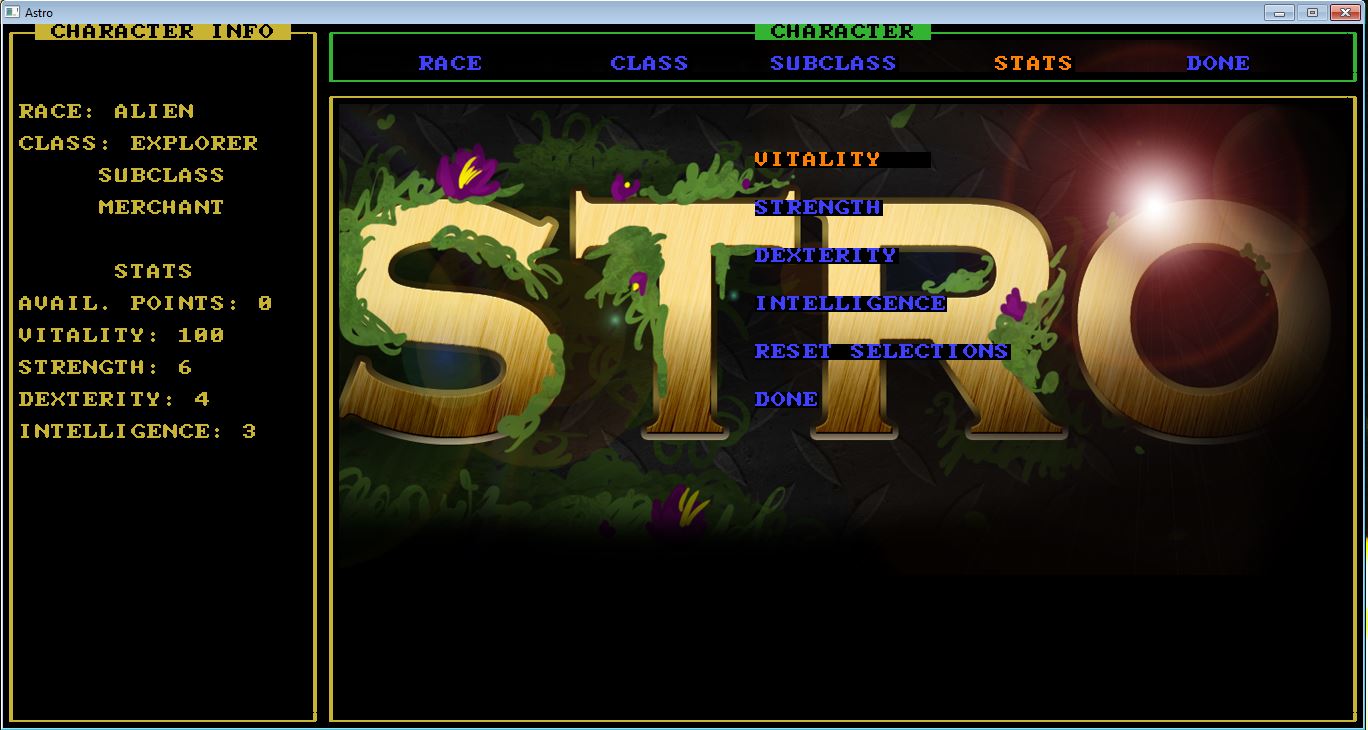 Astro
CHARACTER INFO
CHARACTER
RACE CLASS SUBCLASS STATS DONE
RACE: ALIEN
CLASS: EXPLORER
SUBCLASS
MERCHANT
STATS
AVAIL. POINTS: 0
VITALITY: 100
STRENGTH: 6
DEXTERITY: 4
INTELLIGENCE: 3
STRO
VITALITY
STRENGTH
DEXTERITY
INTELLIGENCE
RESET SELECTIONS
DONE